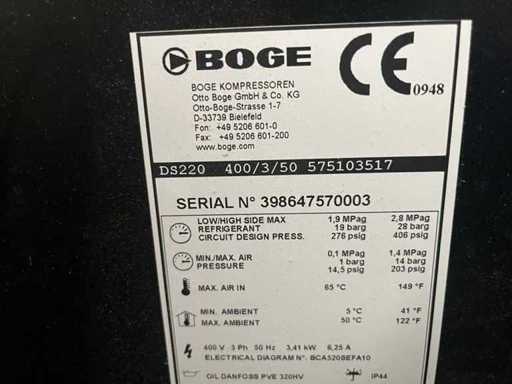 BOGE
CE 0948
BOGE KOMPRESSOREN
Otto Boge GmbH & Co. KG
Otto-Boge-Strasse 1-7
D-33739 Bielefeld
Fon: +49 5206 601-0
Fax: +49 5206 601-200
www.boge.com
DS220 400/3/50 575103517
SERIAL N° 398647570003
LOW/HIGH SIDE MAX 1,9 MPag 2,8 MPag
REFRIGERANT 19 barg 28 barg
CIRCUIT DESIGN PRESS. 276 psig 406 psig
MIN./MAX. AIR 0,1 MPag 1,4 MPag
PRESSURE 1 barg 14 barg
14,5 psig 203 psig
MAX. AIR IN 65 °C 149 °F
MIN. AMBIENT 5 °C 41 °F
MAX. AMBIENT 50 °C 122 °F
400 V 3 Ph 50 Hz 3,41 kW 6,25 A
ELECTRICAL DIAGRAM N° BCA520BEFA10
OIL DANFOSS PVE 320HV IP44